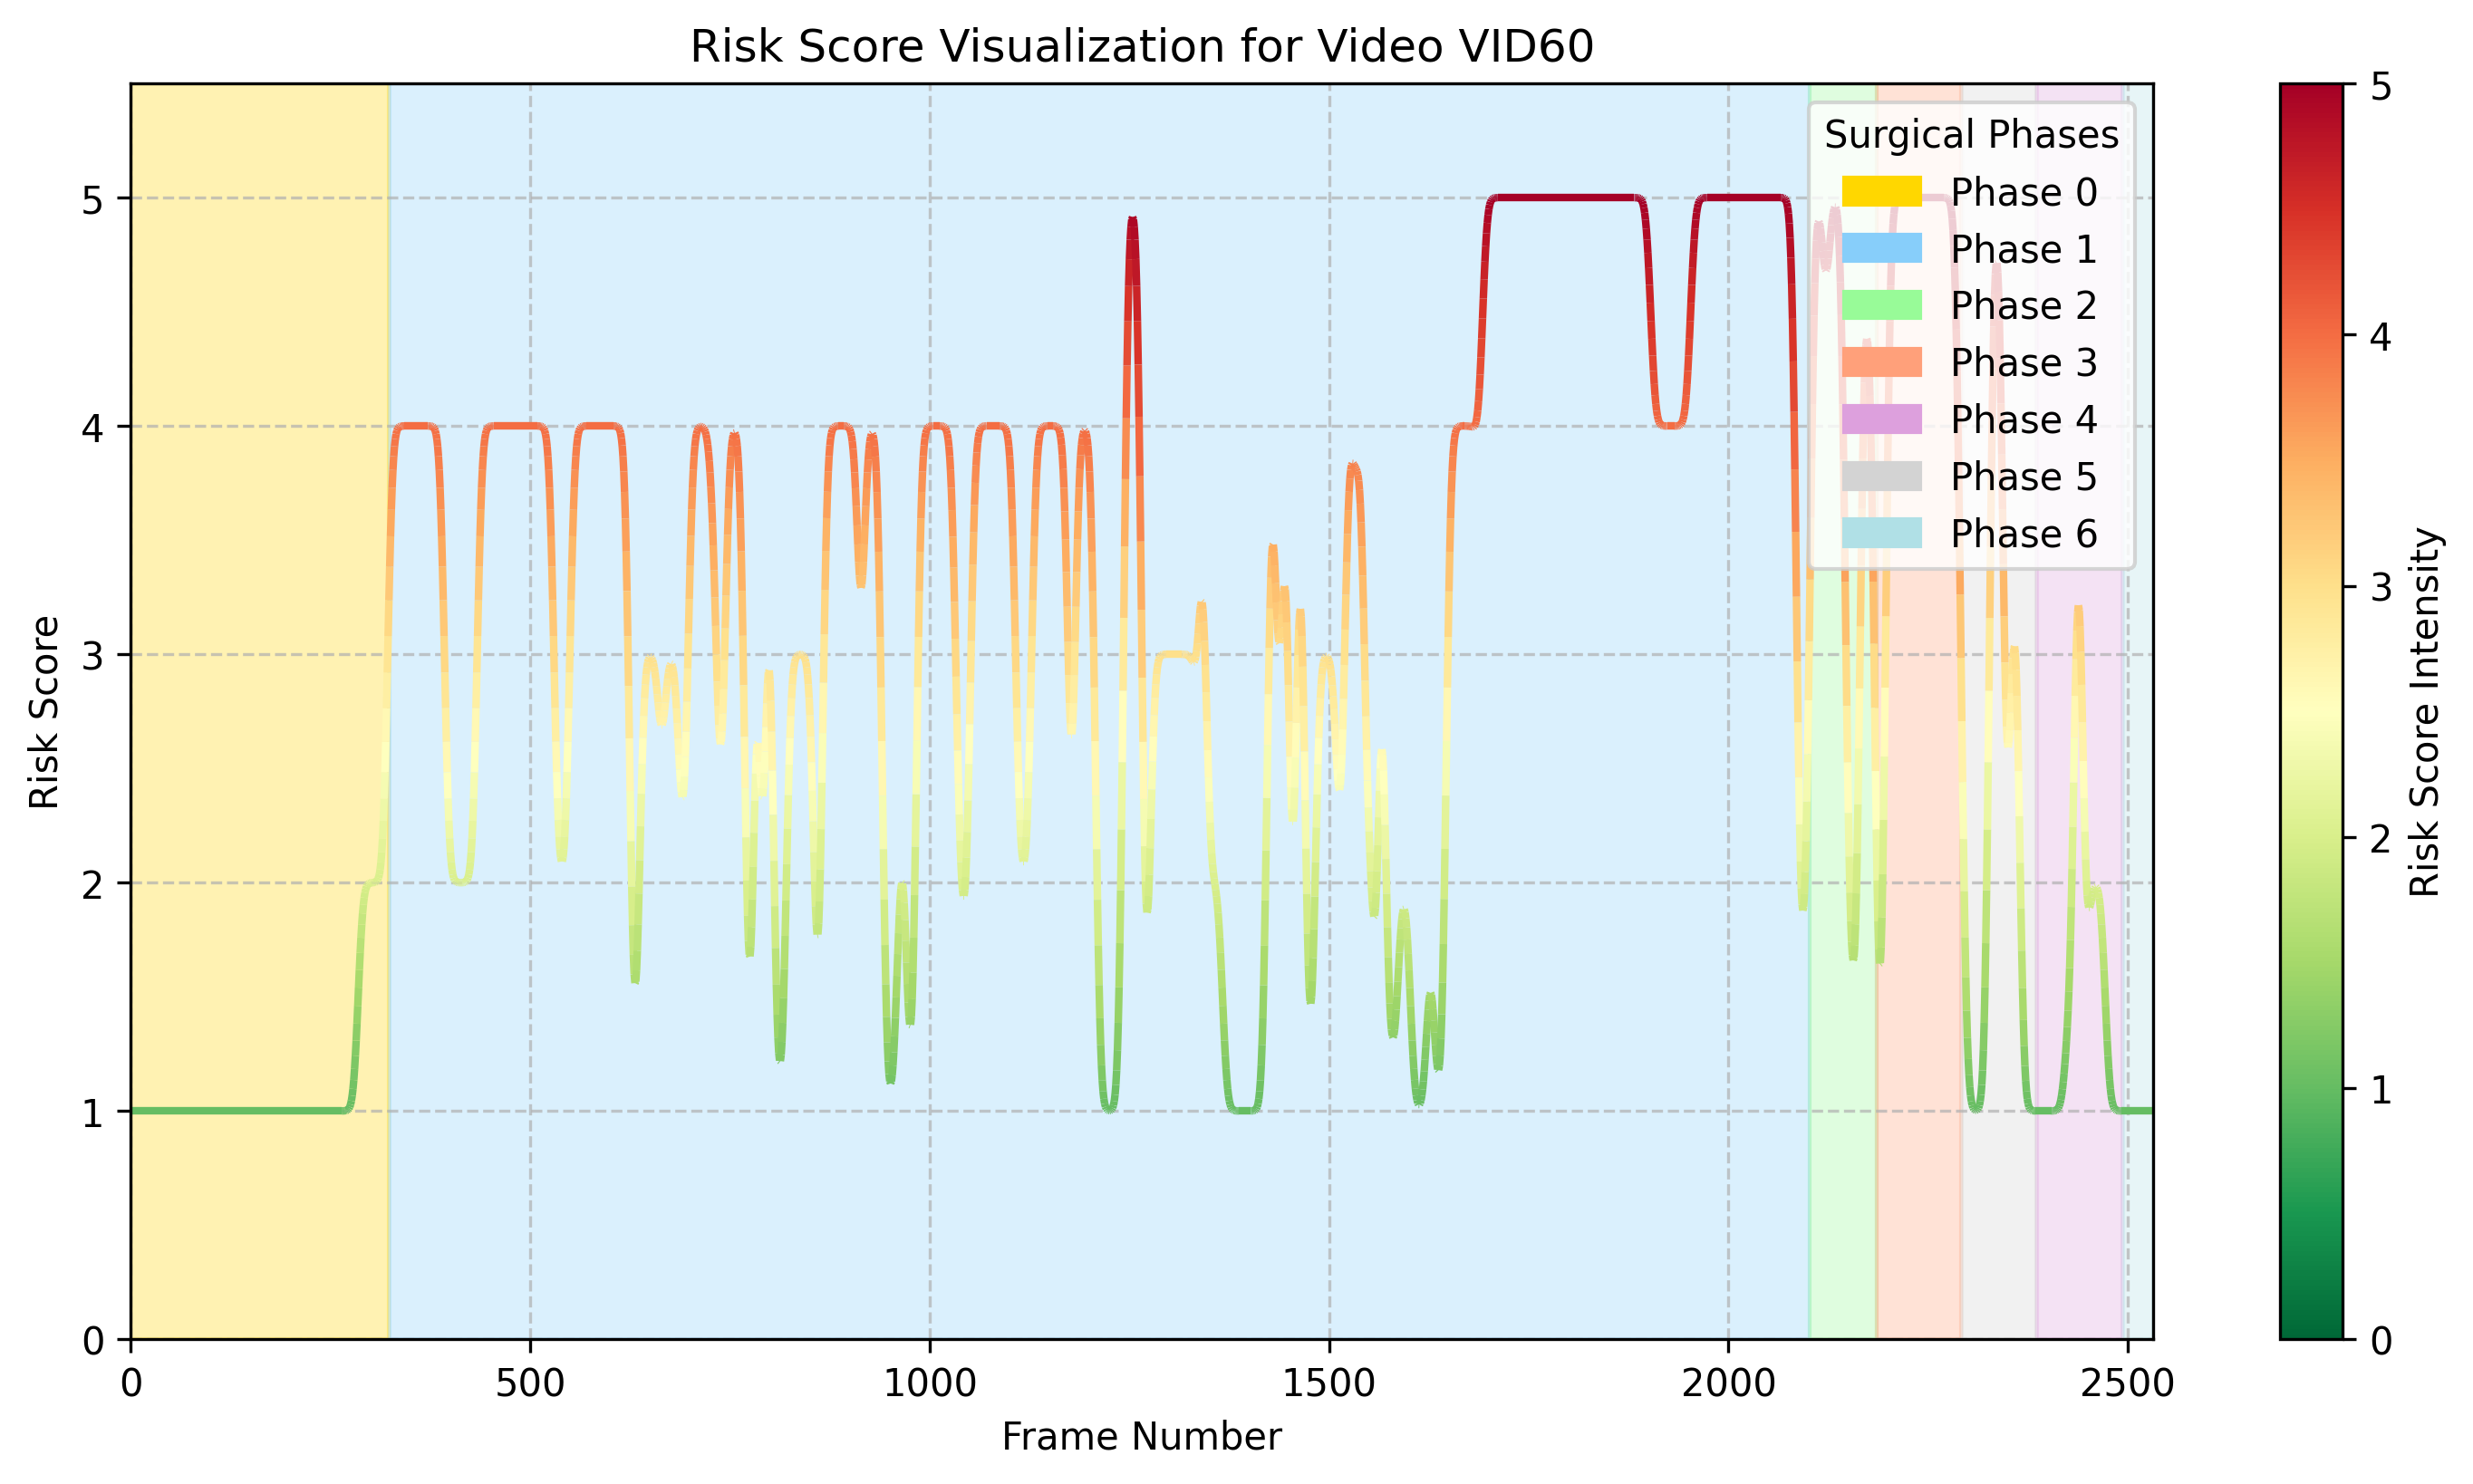 Risk Score Visualization for Video VID60
Risk Score
5
4
3
2
1
0
0
500
1000
1500
2000
2500
Frame Number
Surgical Phases
Phase 0
Phase 1
Phase 2
Phase 3
Phase 4
Phase 5
Phase 6
5
4
3
2
1
0
Risk Score Intensity